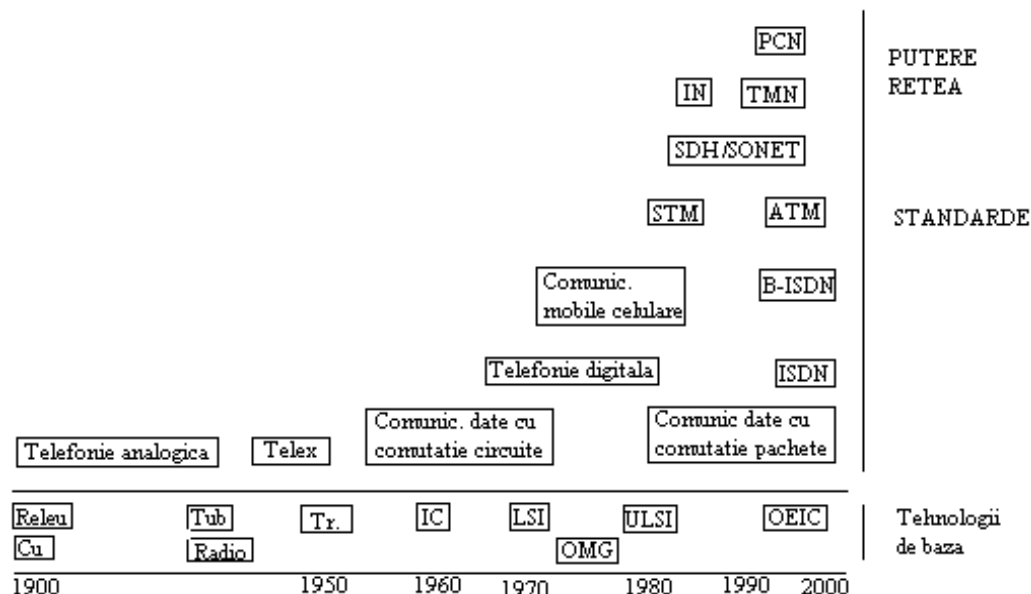 PCN
PUTERE
RETEA
IN
TMN
SDH/SONET
STM
ATM
STANDARDE
Comunic.
mobile celulare
B-ISDN
Telefonie digitala
ISDN
Comunic. date cu
comutatie circuite
Comunic date cu
comutatie pachete
Telefonie analogica
Telex
Releu
Tub
Tr.
IC
LSI
ULSI
OEIC
Tehnologii
de baza
Cu
Radio
OMG
1900
1950
1960
1970
1980
1990
2000